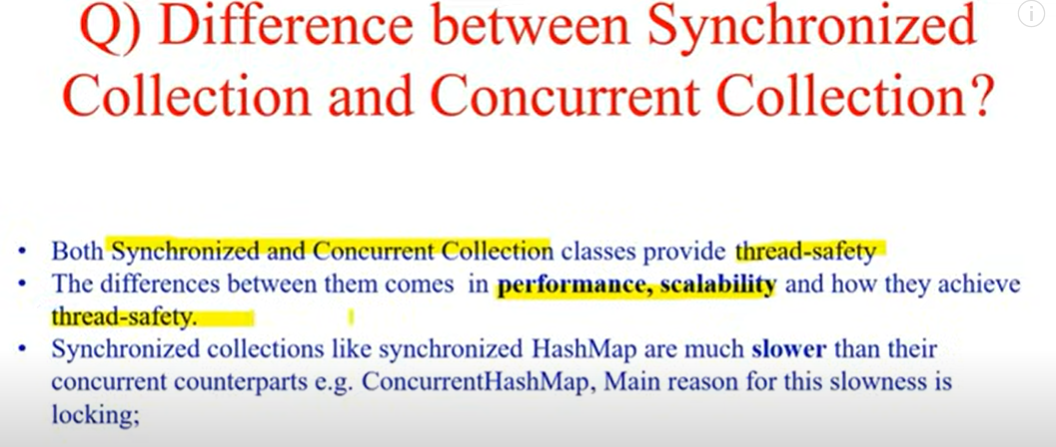 Q) Difference between Synchronized
Collection and Concurrent Collection?
• Both Synchronized and Concurrent Collection classes provide thread-safety
• The differences between them comes in performance, scalability and how they achieve
thread-safety.
• Synchronized collections like synchronized HashMap are much slower than their
concurrent counterparts e.g. ConcurrentHashMap, Main reason for this slowness is
locking;